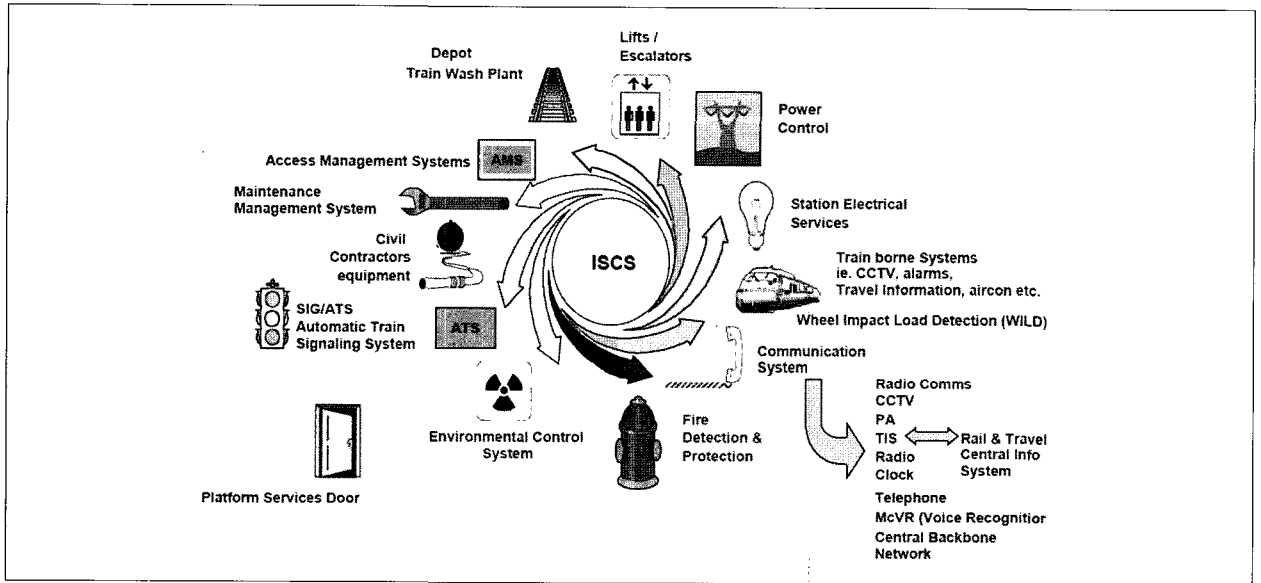 Lifts /
Escalators
Depot
Train Wash Plant
Power
Control
Access Management Systems
AMS
Maintenance
Management System
Station Electrical
Services
Civil
Contractors
equipment
ISCS
Train borne Systems
ie. CCTV, alarms,
Travel Information, aircon etc.
SIG/ATS
Automatic Train
Signaling System
ATS
Wheel Impact Load Detection (WILD)
Communication
System
Radio Comms
CCTV
PA
TIS
Radio
Clock
Rail & Travel
Central Info
System
Telephone
McVR (Voice Recognitior
Central Backbone
Network
Fire
Detection &
Protection
Environmental Control
System
Platform Services Door